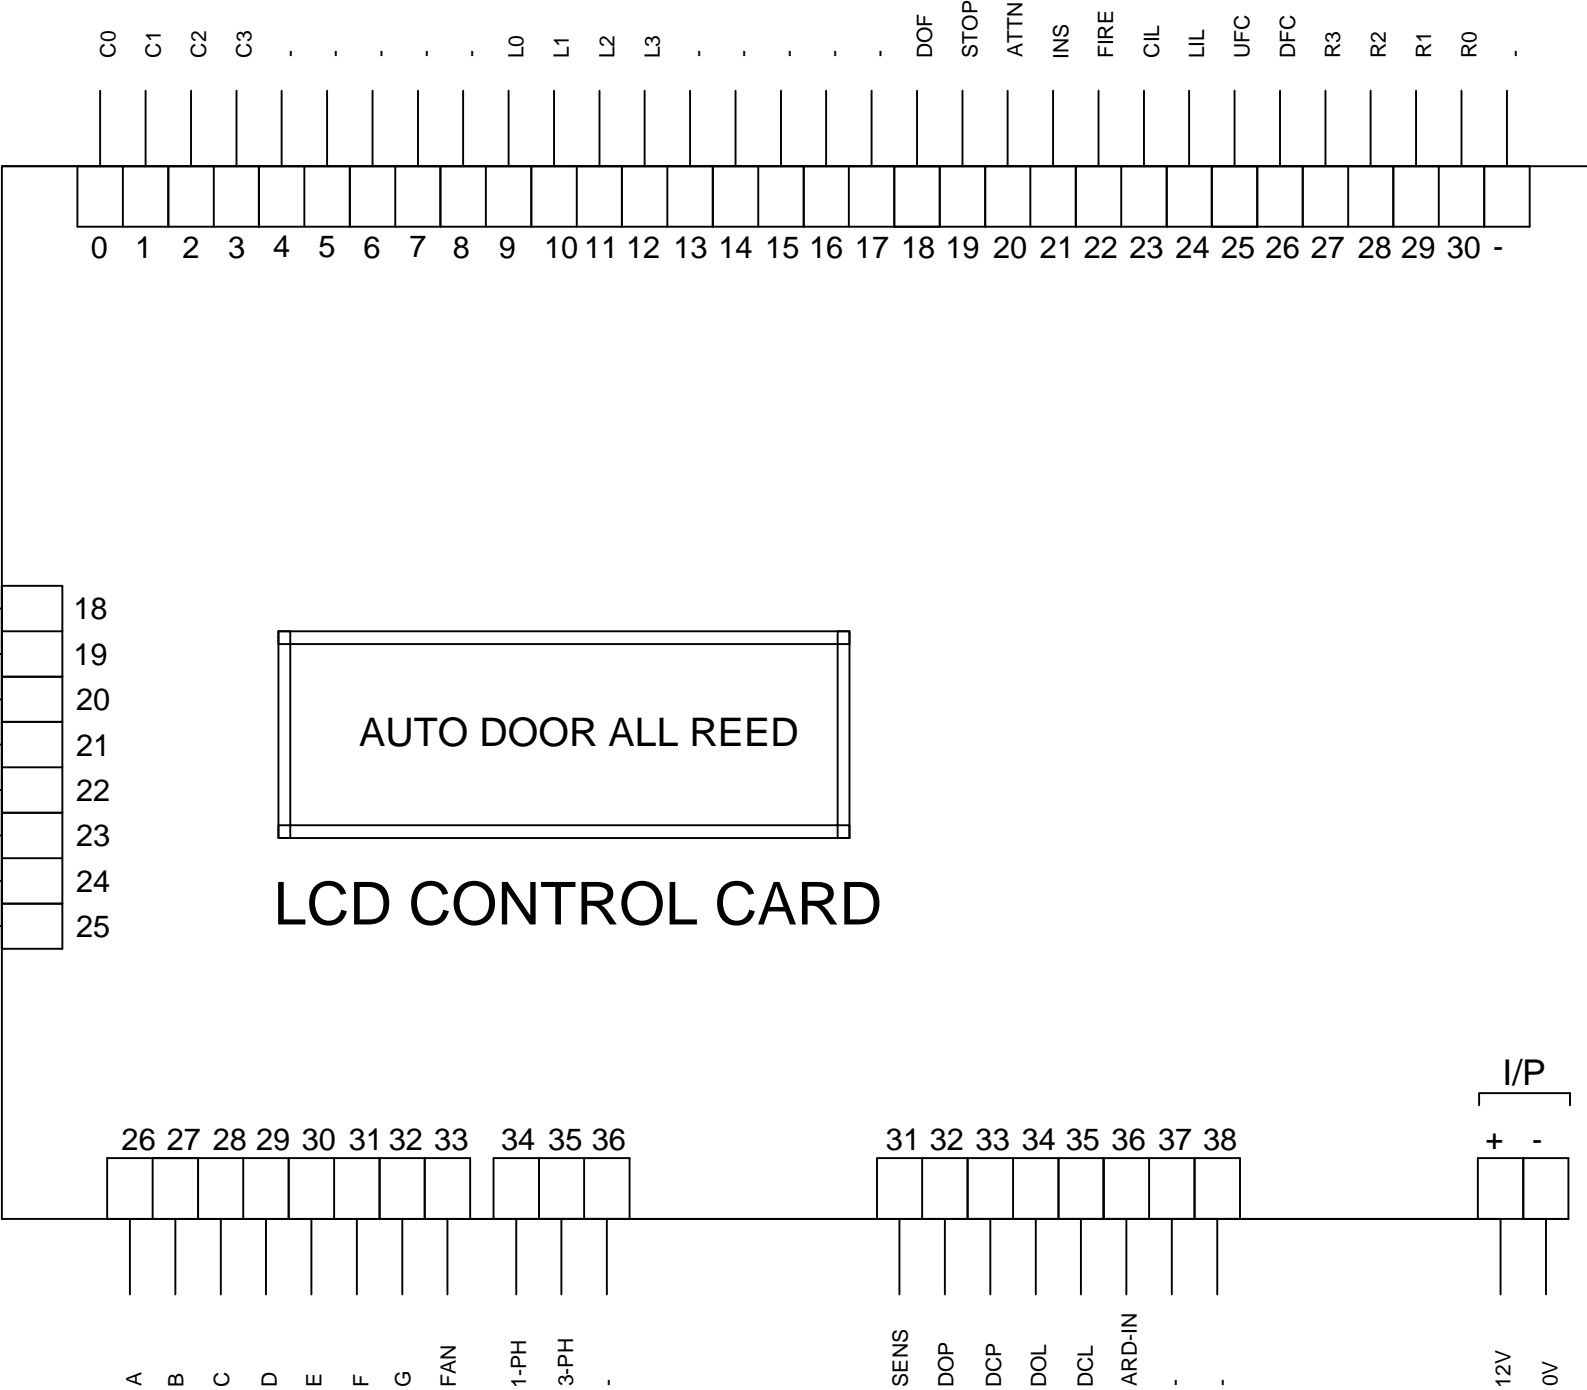 C0 C1 C2 C3 - - - - - L0 L1 L2 L3 - - - - - DOF STOP ATTN INS FIRE CIL LIL UFC DFC R3 R2 R1 R0 -
0 1 2 3 4 5 6 7 8 9 10 11 12 13 14 15 16 17 18 19 20 21 22 23 24 25 26 27 28 29 30 -
18
19
20
21
22
23
24
25
AUTO DOOR ALL REED
LCD CONTROL CARD
I/P
26 27 28 29 30 31 32 33 34 35 36 31 32 33 34 35 36 37 38 + -
A B C D E F G FAN 1-PH 3-PH - SENS DOP DCP DOL DCL ARD-IN - - 12V 0V